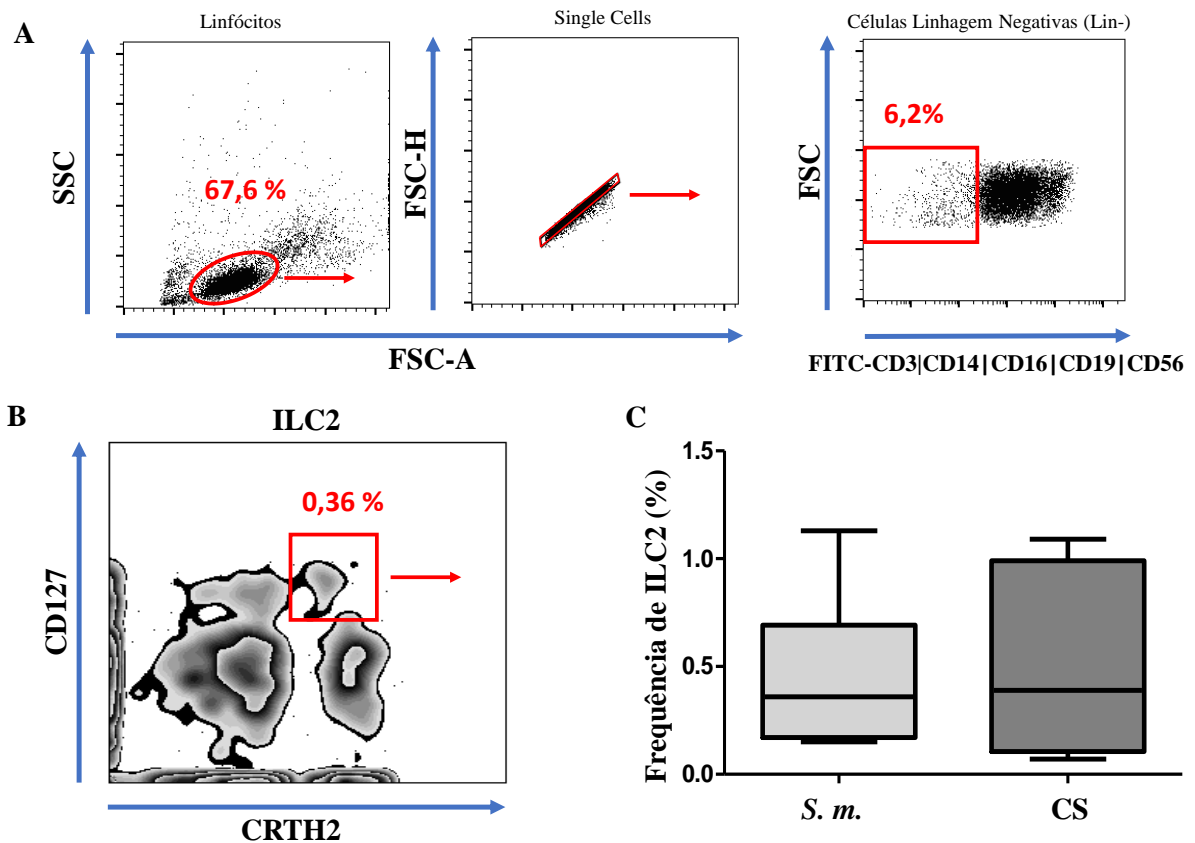 A
Linfócitos
Single Cells
Células Linhagem Negativas (Lin-)
SSC
67,6 %
FSC-H
FSC
6,2%
FSC-A
FITC-CD3|CD14|CD16|CD19|CD56
B
ILC2
CD127
0,36 %
CRTH2
C
Frequência de ILC2 (%)
1.5
1.0
0.5
0.0
S. m.
CS